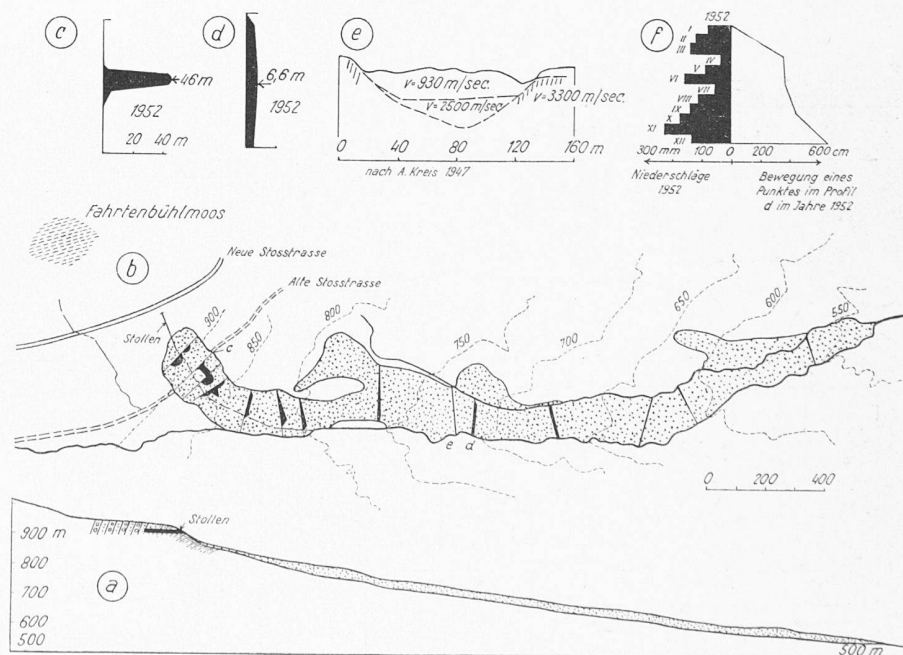 c
46 m
1952
20 40 m
d
6,6 m
1952
e
v=930 m/sec.
v=2500 m/sec
v=3300 m/sec.
0 40 80 120 160 m
nach A. Kreis 1947
f
1952
I
II
III
IV
V
VI
VII
VIII
IX
X
XI
XII
300 mm 100 0 200 600 cm
Niederschläge
1952
Bewegung eines
Punktes im Profil
d im Jahre 1952
Fahrtenbühlmoos
b
Neue Stosstrasse
Alte Stosstrasse
Stollen
c
900
850
800
750
700
650
600
550
e d
0 200 400
Stollen
900 m
800
700
600
500
a
500 m